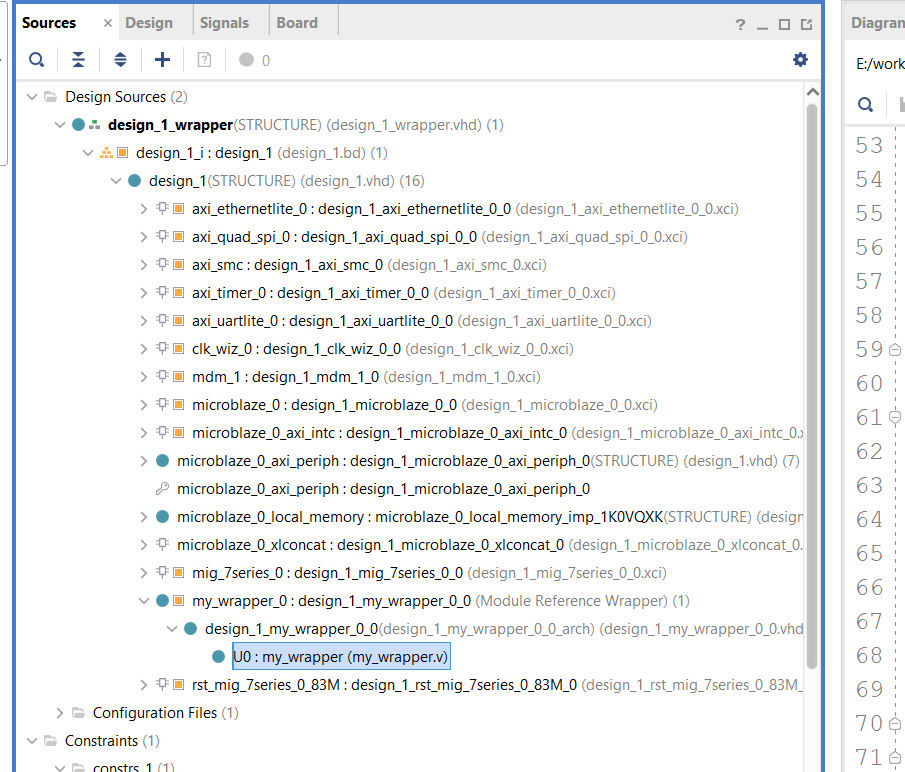 Sources × Design Signals Board ? _
0
Design Sources (2)
design_1_wrapper(STRUCTURE) (design_1_wrapper.vhd) (1)
design_1_i : design_1 (design_1.bd) (1)
design_1(STRUCTURE) (design_1.vhd) (16)
axi_ethernetlite_0 : design_1_axi_ethernetlite_0_0 (design_1_axi_ethernetlite_0_0.xci)
axi_quad_spi_0 : design_1_axi_quad_spi_0_0 (design_1_axi_quad_spi_0_0.xci)
axi_smc : design_1_axi_smc_0 (design_1_axi_smc_0.xci)
axi_timer_0 : design_1_axi_timer_0_0 (design_1_axi_timer_0_0.xci)
axi_uartlite_0 : design_1_axi_uartlite_0_0 (design_1_axi_uartlite_0_0.xci)
clk_wiz_0 : design_1_clk_wiz_0_0 (design_1_clk_wiz_0_0.xci)
mdm_1 : design_1_mdm_1_0 (design_1_mdm_1_0.xci)
microblaze_0 : design_1_microblaze_0_0 (design_1_microblaze_0_0.xci)
microblaze_0_axi_intc : design_1_microblaze_0_axi_intc_0 (design_1_microblaze_0_axi_intc_0.x
microblaze_0_axi_periph : design_1_microblaze_0_axi_periph_0(STRUCTURE) (design_1.vhd) (7)
microblaze_0_axi_periph : design_1_microblaze_0_axi_periph_0
microblaze_0_local_memory : microblaze_0_local_memory_imp_1K0VQXK(STRUCTURE) (design
microblaze_0_xlconcat : design_1_microblaze_0_xlconcat_0 (design_1_microblaze_0_xlconcat_0.
mig_7series_0 : design_1_mig_7series_0_0 (design_1_mig_7series_0_0.xci)
my_wrapper_0 : design_1_my_wrapper_0_0 (Module Reference Wrapper) (1)
design_1_my_wrapper_0_0(design_1_my_wrapper_0_0_arch) (design_1_my_wrapper_0_0.vhd
U0 : my_wrapper (my_wrapper.v)
rst_mig_7series_0_83M : design_1_rst_mig_7series_0_83M_0 (design_1_rst_mig_7series_0_83M_
Configuration Files (1)
Constraints (1)
constrs_1 (1)
Diagran
E:/work
53
54
55
56
57
58
59
60
61
62
63
64
65
66
67
68
69
70
71